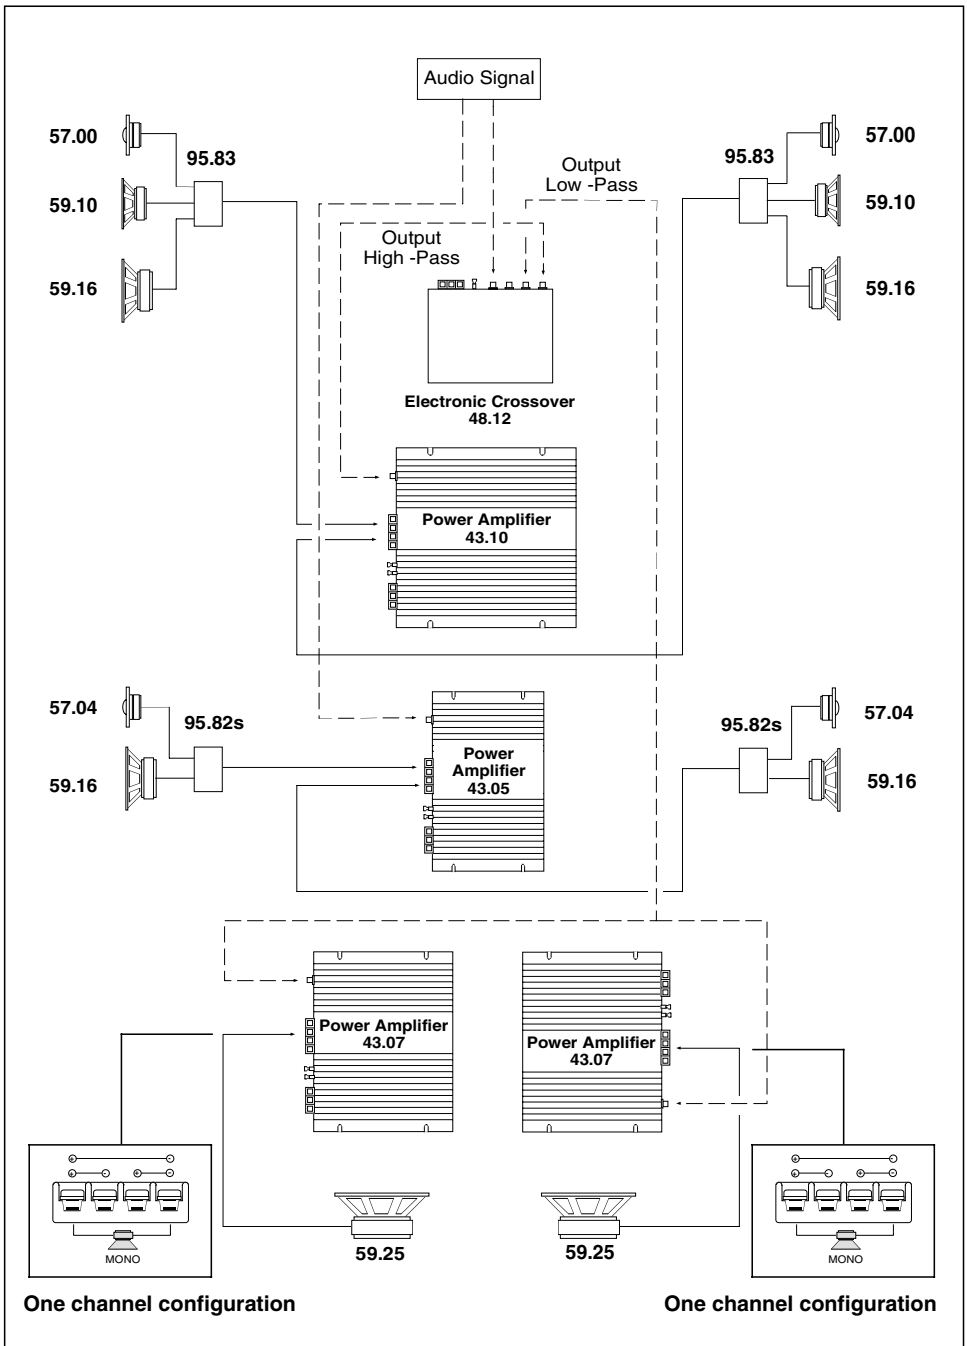 Audio Signal
57.00
95.83
59.10
59.16
Output
High -Pass
Output
Low -Pass
95.83
57.00
59.10
59.16
Electronic Crossover
48.12
Power Amplifier
43.10
57.04
95.82s
59.16
Power
Amplifier
43.05
95.82s
57.04
59.16
Power Amplifier
43.07
Power Amplifier
43.07
MONO
59.25
59.25
MONO
One channel configuration
One channel configuration